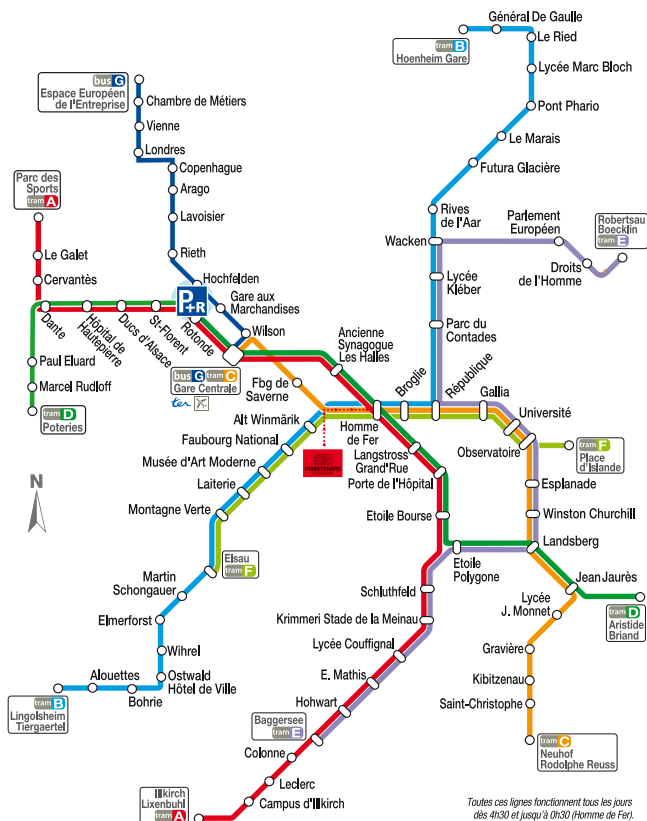 tram B
Hoenheim Gare
Général De Gaulle
Le Ried
Lycée Marc Bloch
Pont Phario
Le Marais
Futura Glacière
Rives
de l'Aar
bus G
Espace Européen
de l'Entreprise
Chambre de Métiers
Vienne
Londres
Copenhague
Arago
Lavoisier
Rieth
Hochfelden
Gare aux
Marchandises
Wilson
Parc des
Sports
tram A
Le Galet
Cervantès
P+R
Dante
Hôpital de
Hautepierre
Ducs d'Alsace
St-Florent
Rotonde
Paul Eluard
Marcel Rudloff
tram D
Poteries
bus G tram C
Gare Centrale
ter
Wacken
Parlement
Européen
Robertsau
Boecklin
tram E
Droits
de l'Homme
Lycée
Kléber
Parc du
Contades
Ancienne
Synagogue
Les Halles
Broglie
République
Gallia
Université
Observatoire
tram F
Place
d'Islande
Fbg de
Saverne
Alt Winmärik
Faubourg National
Musée d'Art Moderne
Laiterie
Montagne Verte
PRINTEMPS
Homme
de Fer
Langstross
Grand'Rue
Porte de l'Hôpital
Etoile Bourse
Esplanade
Winston Churchill
Landsberg
Etoile
Polygone
Jean Jaurès
tram D
Aristide
Briand
Lycée
J. Monnet
Gravière
Kibitzenau
Saint-Christophe
tram C
Neuhof
Rodolphe Reuss
N
Elsau
tram F
Martin
Schongauer
Elmerforst
Wihrel
Ostwald
Hôtel de Ville
Alouettes
Bohrie
tram B
Lingolsheim
Tiergaertel
Schluthfeld
Krimmeri Stade de la Meinau
Lycée Couffignal
E. Mathis
Hohwart
Baggersee
tram E
Colonne
Leclerc
Campus d'Illkirch
Illkirch
Lixenbuhl
tram A
Toutes ces lignes fonctionnent tous les jours
dès 4h30 et jusqu'à 0h30 (Homme de Fer).